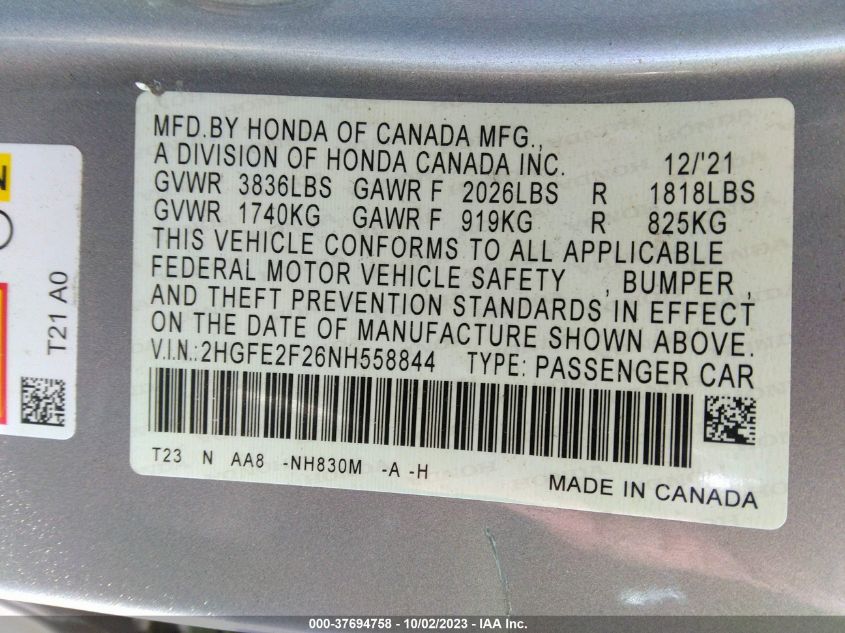 MFD.BY HONDA OF CANADA MFG.,
A DIVISION OF HONDA CANADA INC. 12/'21
GVWR 3836LBS GAWR F 2026LBS R 1818LBS
GVWR 1740KG GAWR F 919KG R 825KG
THIS VEHICLE CONFORMS TO ALL APPLICABLE
FEDERAL MOTOR VEHICLE SAFETY , BUMPER ,
AND THEFT PREVENTION STANDARDS IN EFFECT
ON THE DATE OF MANUFACTURE SHOWN ABOVE.
V.I.N.:2HGFE2F26NH558844 TYPE: PASSENGER CAR
T23 N AA8 -NH830M -A -H
MADE IN CANADA
N
T21 A0
000-37694758 - 10/02/2023 - IAA Inc.